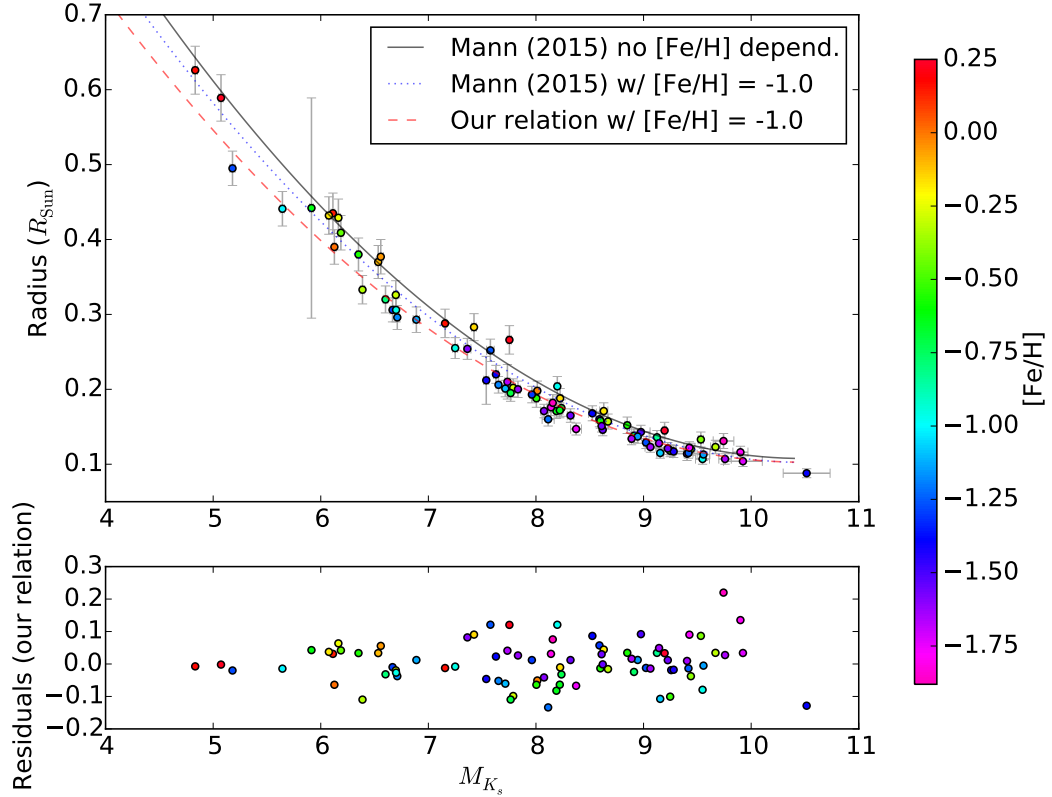 Mann (2015) no [Fe/H] depend.
Mann (2015) w/ [Fe/H] = -1.0
Our relation w/ [Fe/H] = -1.0
Radius (R_Sun)
0.7
0.6
0.5
0.4
0.3
0.2
0.1
4 5 6 7 8 9 10 11
Residuals (our relation)
0.3
0.2
0.1
0.0
−0.1
−0.2
4 5 6 7 8 9 10 11
M_{K_s}
0.25
0.00
−0.25
−0.50
−0.75
−1.00
−1.25
−1.50
−1.75
[Fe/H]